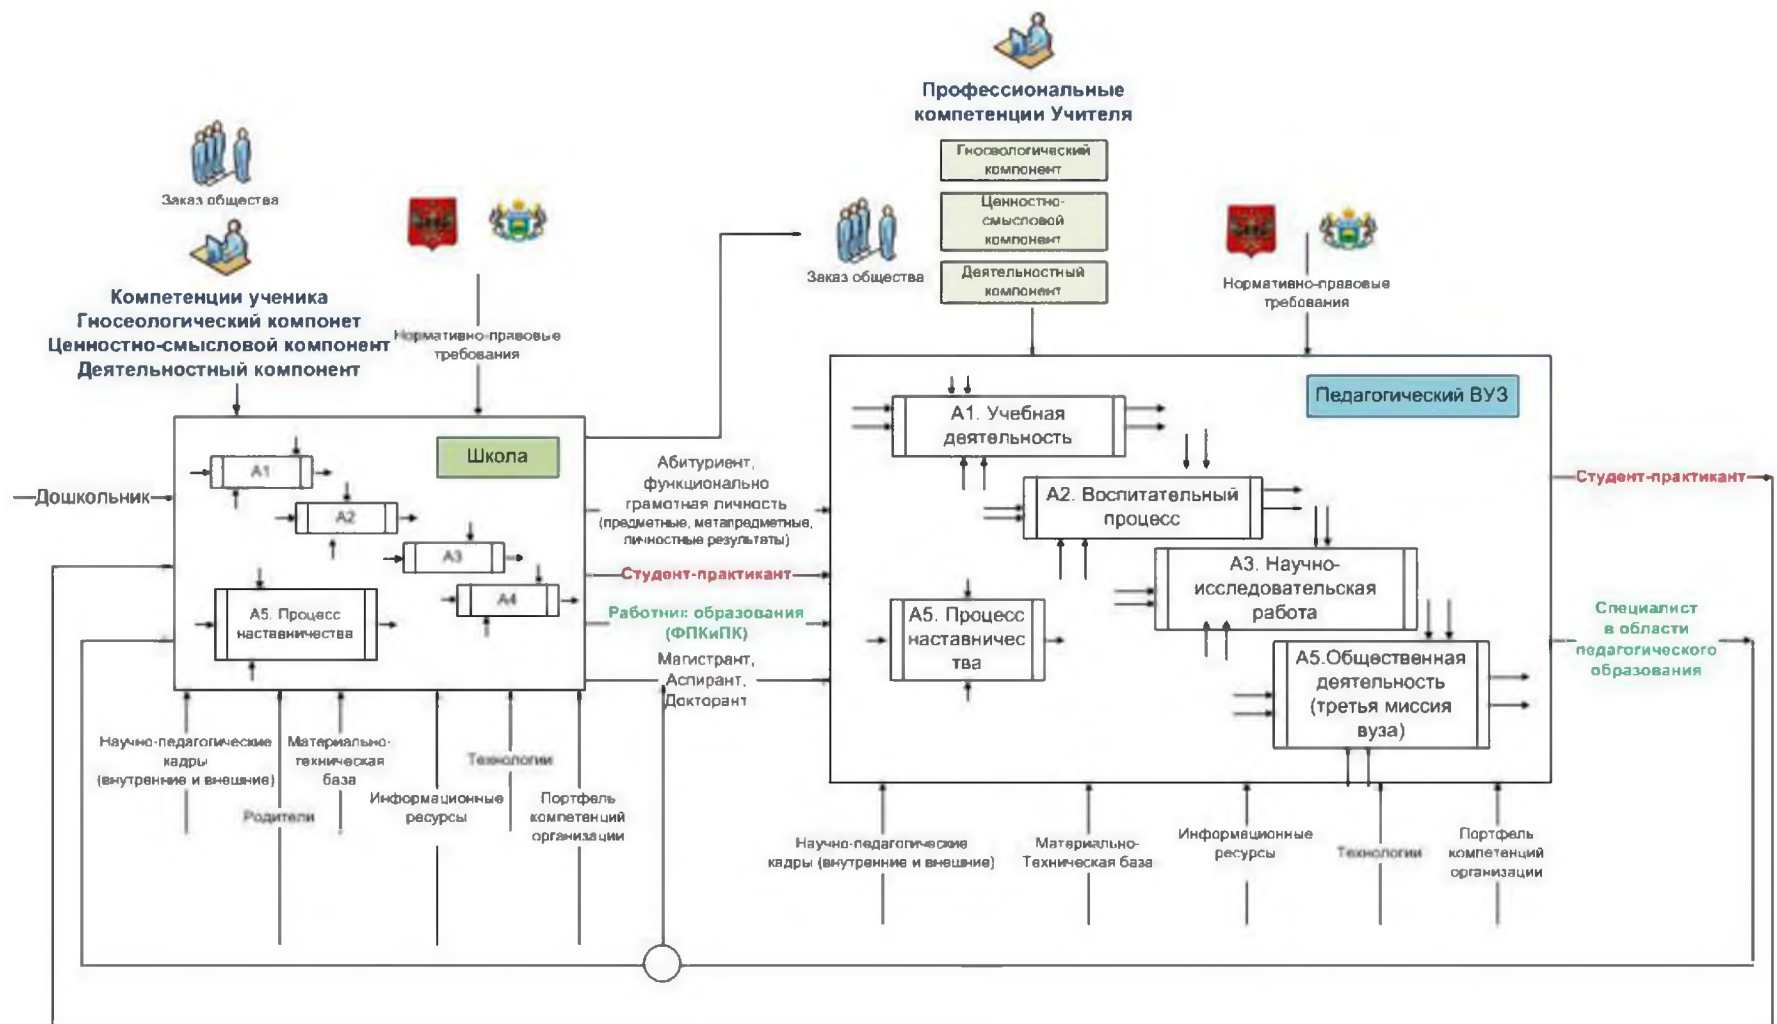 Профессиональные
компетенции Учителя
Гносеологический
компонент
Ценностно-
смысловой
компонент
Деятельностный
компонент
Заказ общества
Заказ общества
Нормативно-правовые
требования
Компетенции ученика
Гносеологический компонет
Ценностно-смысловой компонент
Деятельностный компонент
Нормативно-правовые
требования
Школа
А1
А2
А3
А4
А5. Процесс
наставничества
Дошкольник
Абитуриент,
функционально
грамотная личность
(предметные, метапредметные,
личностные результаты)
Студент-практикант
Работник образования
(ФПКиПК)
Магистрант,
Аспирант,
Докторант
Педагогический ВУЗ
А1. Учебная
деятельность
А2. Воспитательный
процесс
А3. Научно-
исследовательская
работа
А5. Процесс
наставничес
тва
А5.Общественная
деятельность
(третья миссия
вуза)
Студент-практикант
Специалист
в области
педагогического
образования
Научно-педагогические
кадры
(внутренние и внешние)
Родители
Материально-
техническая
база
Информационные
ресурсы
Технологии
Портфель
компетенций
организации
Научно-педагогические
кадры (внутренние и внешние)
Материально-
Техническая база
Информационные
ресурсы
Технологии
Портфель
компетенций
организации